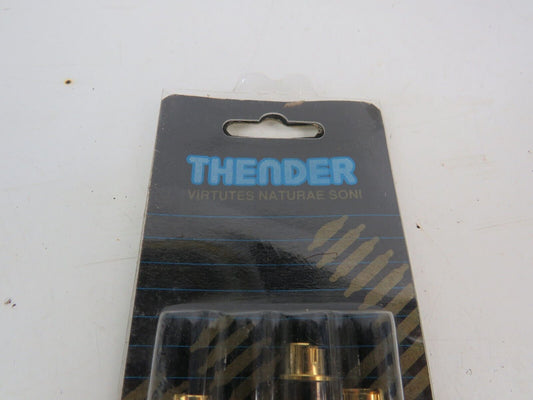 THENDER
VIRTUTES NATURAE SONI